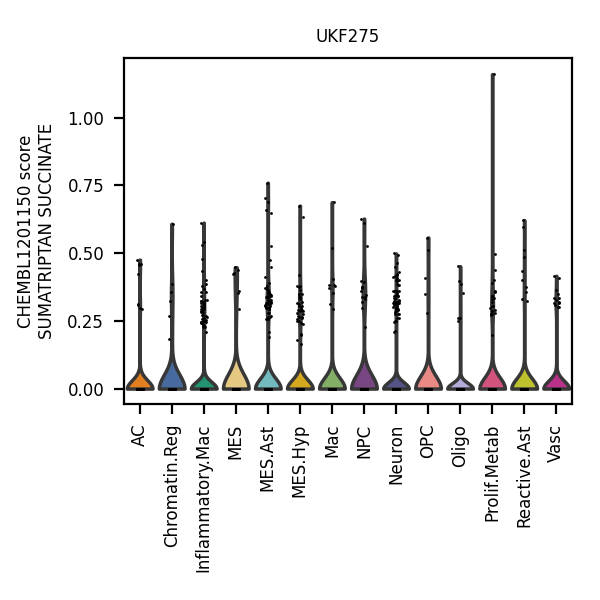 UKF275
CHEMBL1201150 score
SUMATRIPTAN SUCCINATE
1.00
0.75
0.50
0.25
0.00
AC
Chromatin.Reg
Inflammatory.Mac
MES
MES.Ast
MES.Hyp
Mac
NPC
Neuron
OPC
Oligo
Prolif.Metab
Reactive.Ast
Vasc